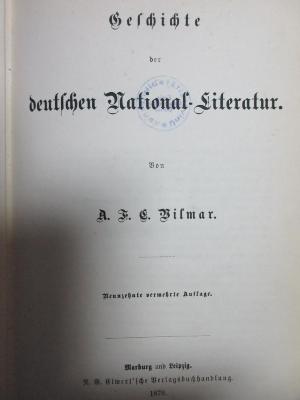 Geschichte
der
deutschen National-Literatur.
Von
A. F. C. Vilmar.
Neunzehnte vermehrte Auflage.
Marburg und Leipzig.
N. G. Elwert'sche Verlagsbuchhandlung.
1879.